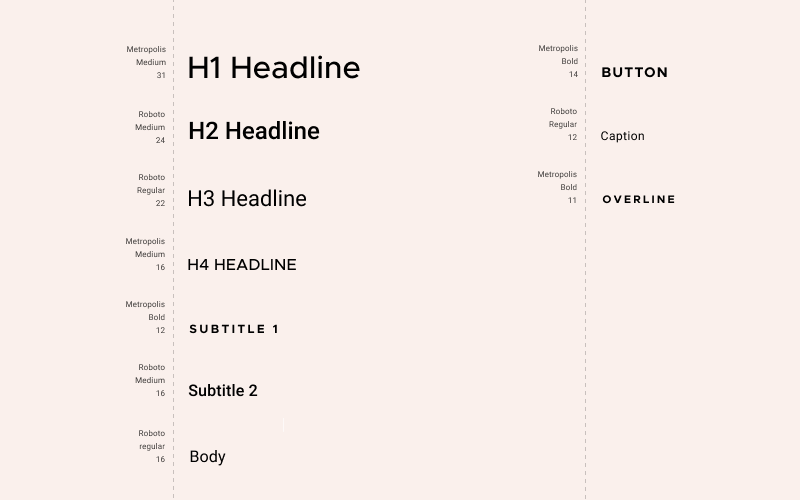 Metropolis
Medium
31
H1 Headline
Roboto
Medium
24
H2 Headline
Roboto
Regular
22
H3 Headline
Metropolis
Medium
16
H4 HEADLINE
Metropolis
Bold
12
SUBTITLE 1
Roboto
Medium
16
Subtitle 2
Roboto
regular
16
Body
Metropolis
Bold
14
BUTTON
Roboto
Regular
12
Caption
Metropolis
Bold
11
OVERLINE